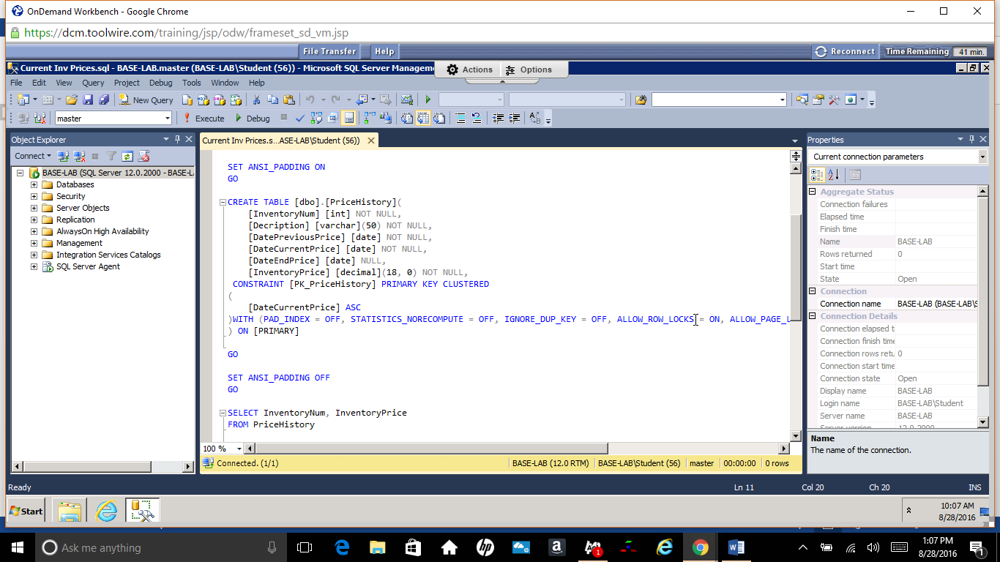 OnDemand Workbench - Google Chrome
https://dcm.toolwire.com/training/jsp/odw/frameset_sd_vm.jsp
File Transfer Help Reconnect Time Remaining 41 min.
Current Inv Prices.sql - BASE-LAB.master (BASE-LAB\Student (56)) - Microsoft SQL Server Managem
Actions Options
File Edit View Query Project Debug Tools Window Help
New Query
master Execute Debug
Object Explorer
Connect
BASE-LAB (SQL Server 12.0.2000 - BASE-L
Databases
Security
Server Objects
Replication
AlwaysOn High Availability
Management
Integration Services Catalogs
SQL Server Agent
Current Inv Prices.s...ASE-LAB\Student (56))
SET ANSI_PADDING ON
GO
CREATE TABLE [dbo].[PriceHistory](
[InventoryNum] [int] NOT NULL,
[Decription] [varchar](50) NOT NULL,
[DatePreviousPrice] [date] NOT NULL,
[DateCurrentPrice] [date] NOT NULL,
[DateEndPrice] [date] NULL,
[InventoryPrice] [decimal](18, 0) NOT NULL,
CONSTRAINT [PK_PriceHistory] PRIMARY KEY CLUSTERED
(
[DateCurrentPrice] ASC
)WITH (PAD_INDEX = OFF, STATISTICS_NORECOMPUTE = OFF, IGNORE_DUP_KEY = OFF, ALLOW_ROW_LOCKS = ON, ALLOW_PAGE_L
) ON [PRIMARY]
GO
SET ANSI_PADDING OFF
GO
SELECT InventoryNum, InventoryPrice
FROM PriceHistory
100 %
Connected. (1/1) BASE-LAB (12.0 RTM) BASE-LAB\Student (56) master 00:00:00 0 rows
Properties
Current connection parameters
Aggregate Status
Connection failures
Elapsed time
Finish time
Name BASE-LAB
Rows returned 0
Start time
State Open
Connection
Connection name BASE-LAB (BASE-LAB\S
Connection Details
Connection elapsed t
Connection finish time
Connection rows retu 0
Connection start time
Connection state Open
Display name BASE-LAB
Login name BASE-LAB\Student
Server name BASE-LAB
Server version 12.0.2000
Name
The name of the connection.
Ready Ln 11 Col 20 Ch 20 INS
Start 10:07 AM
8/28/2016
Ask me anything
hp
a
1
1:07 PM
8/28/2016
1